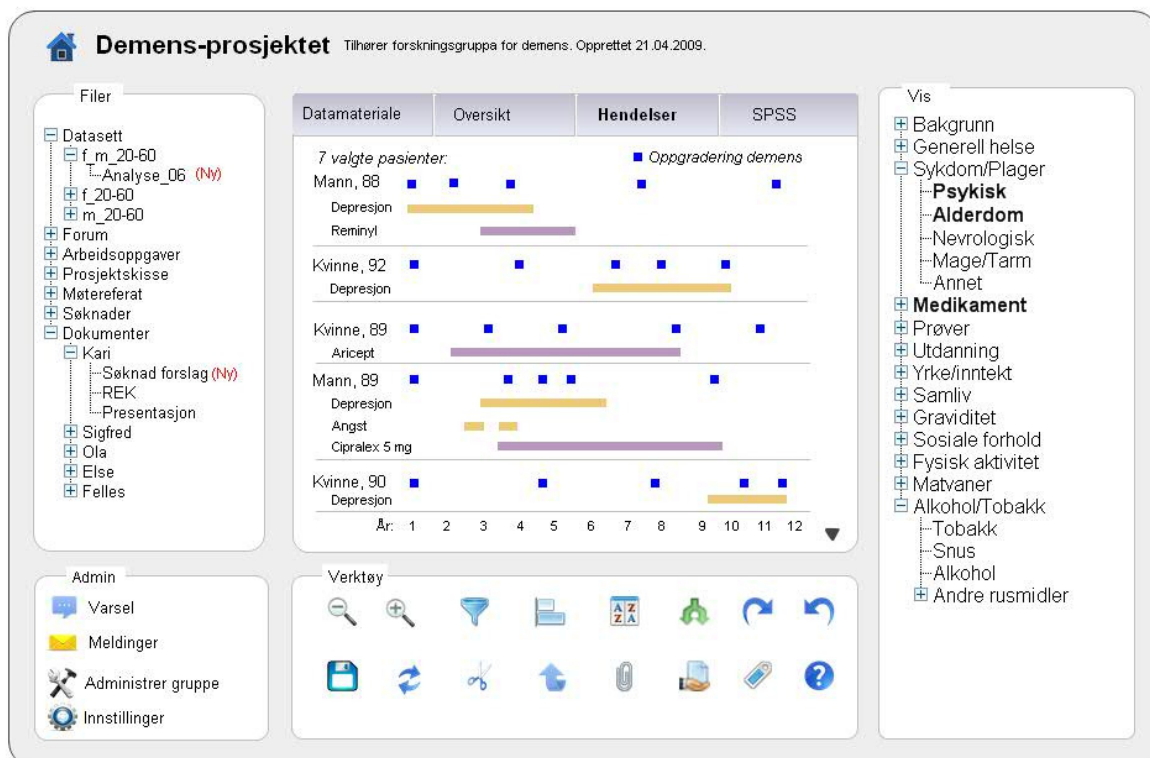 Demens-prosjektet Tilhører forskningsgruppa for demens. Opprettet 21.04.2009.
Filer
Datasett
f_m_20-60
Analyse_06 (Ny)
f_20-60
m_20-60
Forum
Arbeidsoppgaver
Prosjektskisse
Møtereferat
Søknader
Dokumenter
Kari
Søknad forslag (Ny)
REK
Presentasjon
Sigfred
Ola
Else
Felles
Datamateriale Oversikt Hendelser SPSS
7 valgte pasienter: Oppgradering demens
Mann, 88
Depresjon
Reminyl
Kvinne, 92
Depresjon
Kvinne, 89
Aricept
Mann, 89
Depresjon
Angst
Cipralex 5 mg
Kvinne, 90
Depresjon
År: 1 2 3 4 5 6 7 8 9 10 11 12
Vis
Bakgrunn
Generell helse
Sykdom/Plager
Psykisk
Alderdom
Nevrologisk
Mage/Tarm
Annet
Medikament
Prøver
Utdanning
Yrke/inntekt
Samliv
Graviditet
Sosiale forhold
Fysisk aktivitet
Matvaner
Alkohol/Tobakk
Tobakk
Snus
Alkohol
Andre rusmidler
Admin
Varsel
Meldinger
Administrer gruppe
Innstillinger
Verktøy
A Z
Z A
?